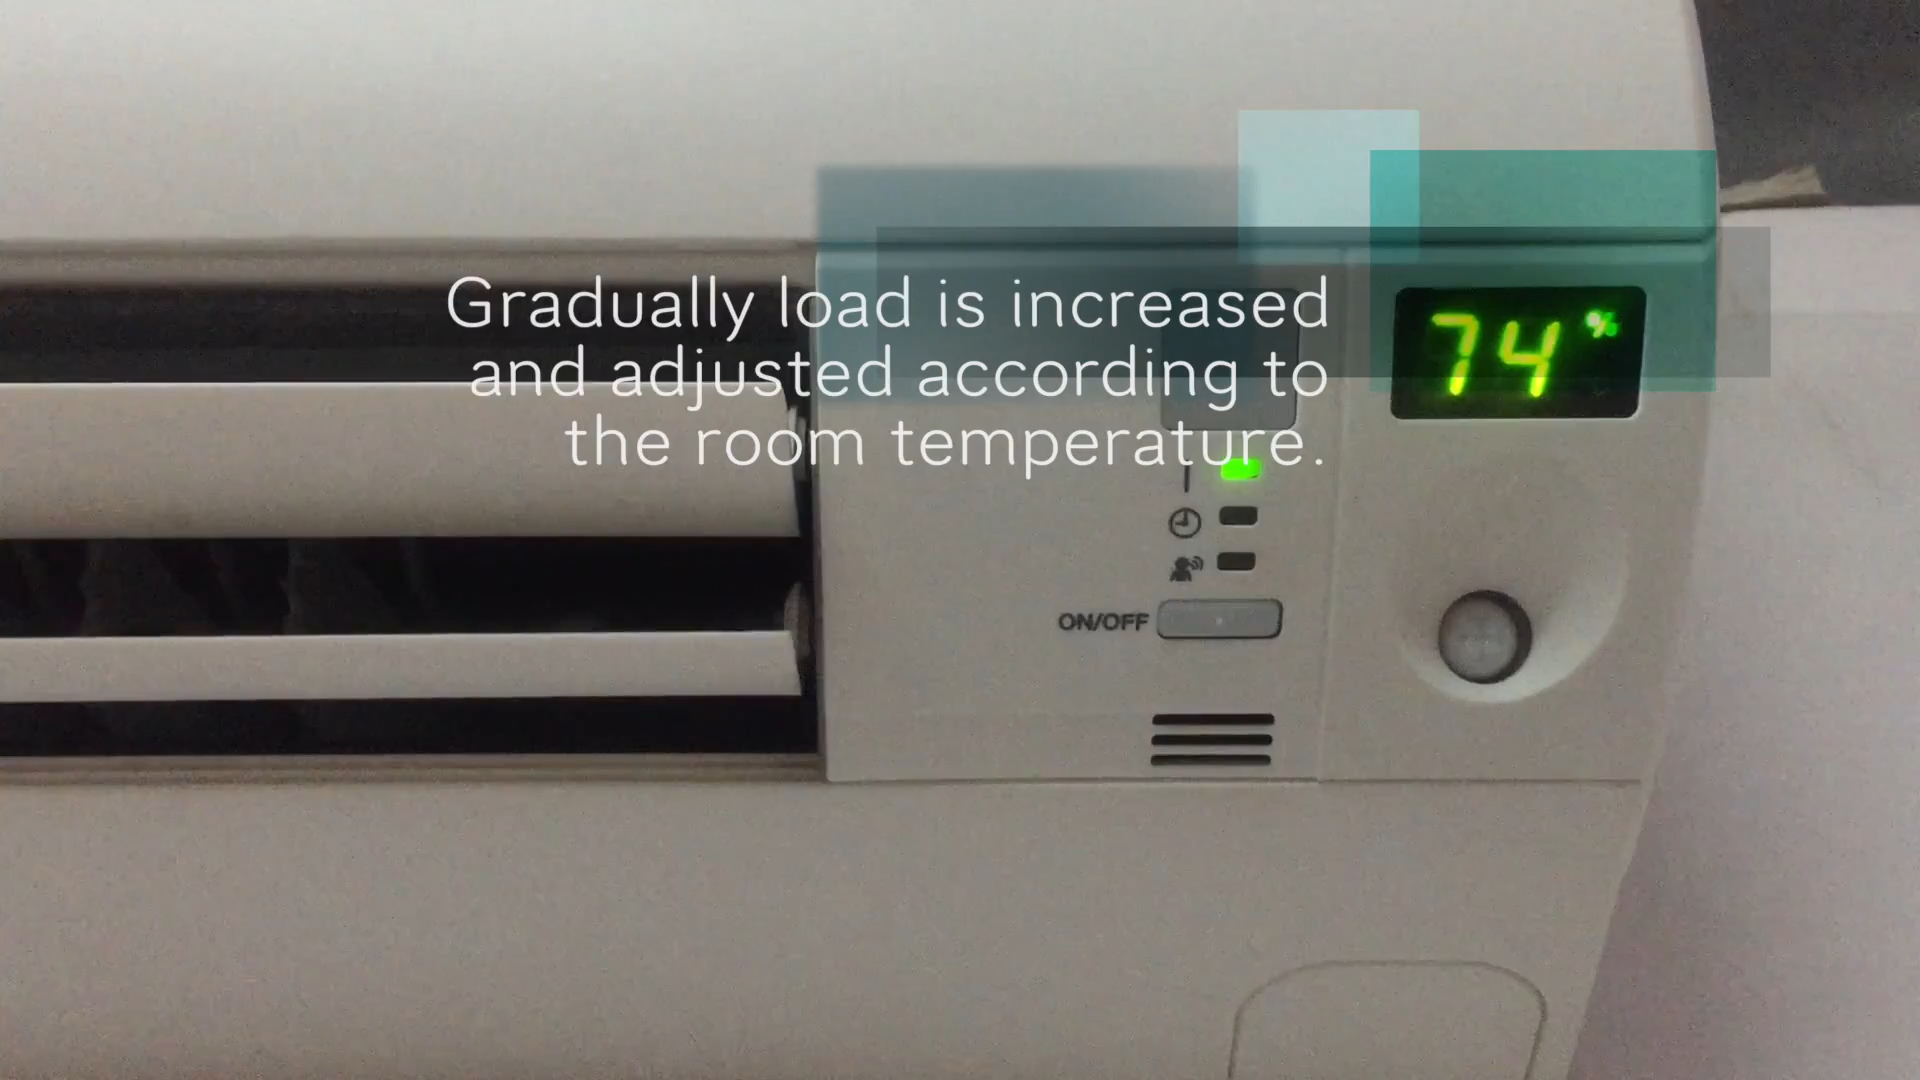 Gradually load is increased
and adjusted according to
the room temperature.
74 %
ON/OFF